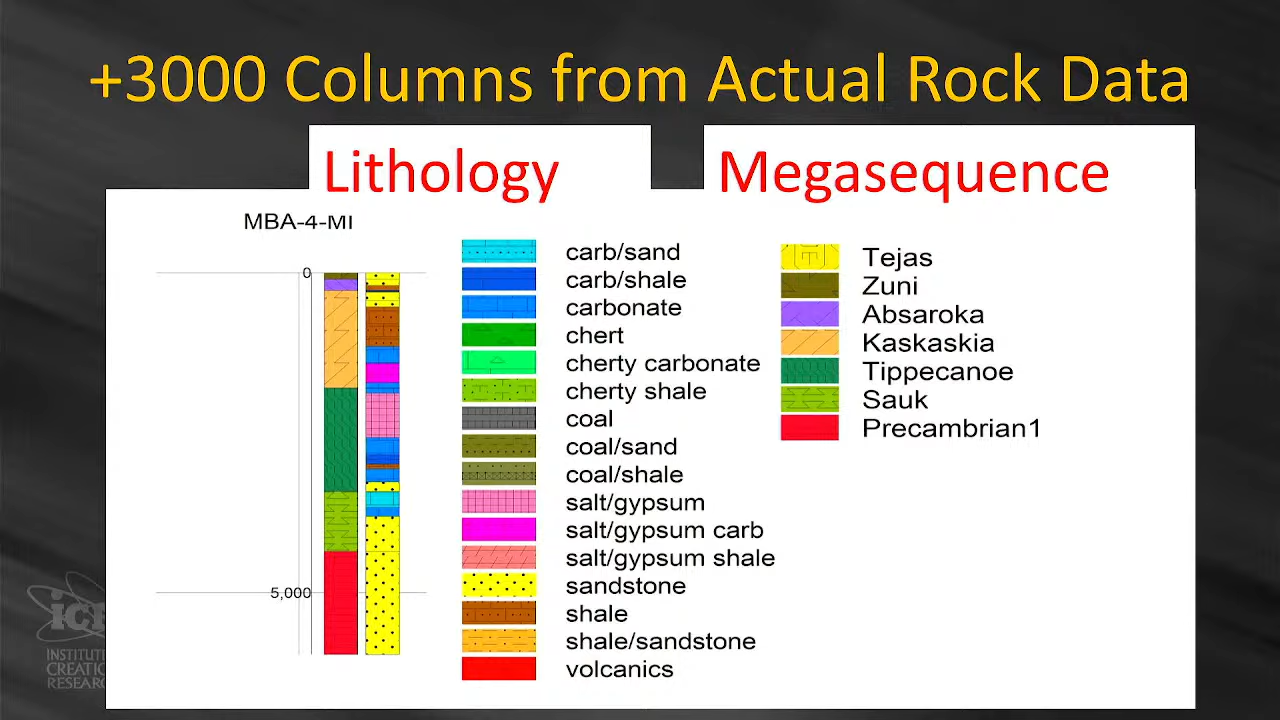 +3000 Columns from Actual Rock Data
Lithology
Megasequence
MBA-4-MI
0
5,000
carb/sand
carb/shale
carbonate
chert
cherty carbonate
cherty shale
coal
coal/sand
coal/shale
salt/gypsum
salt/gypsum carb
salt/gypsum shale
sandstone
shale
shale/sandstone
volcanics
Tejas
Zuni
Absaroka
Kaskaskia
Tippecanoe
Sauk
Precambrian1